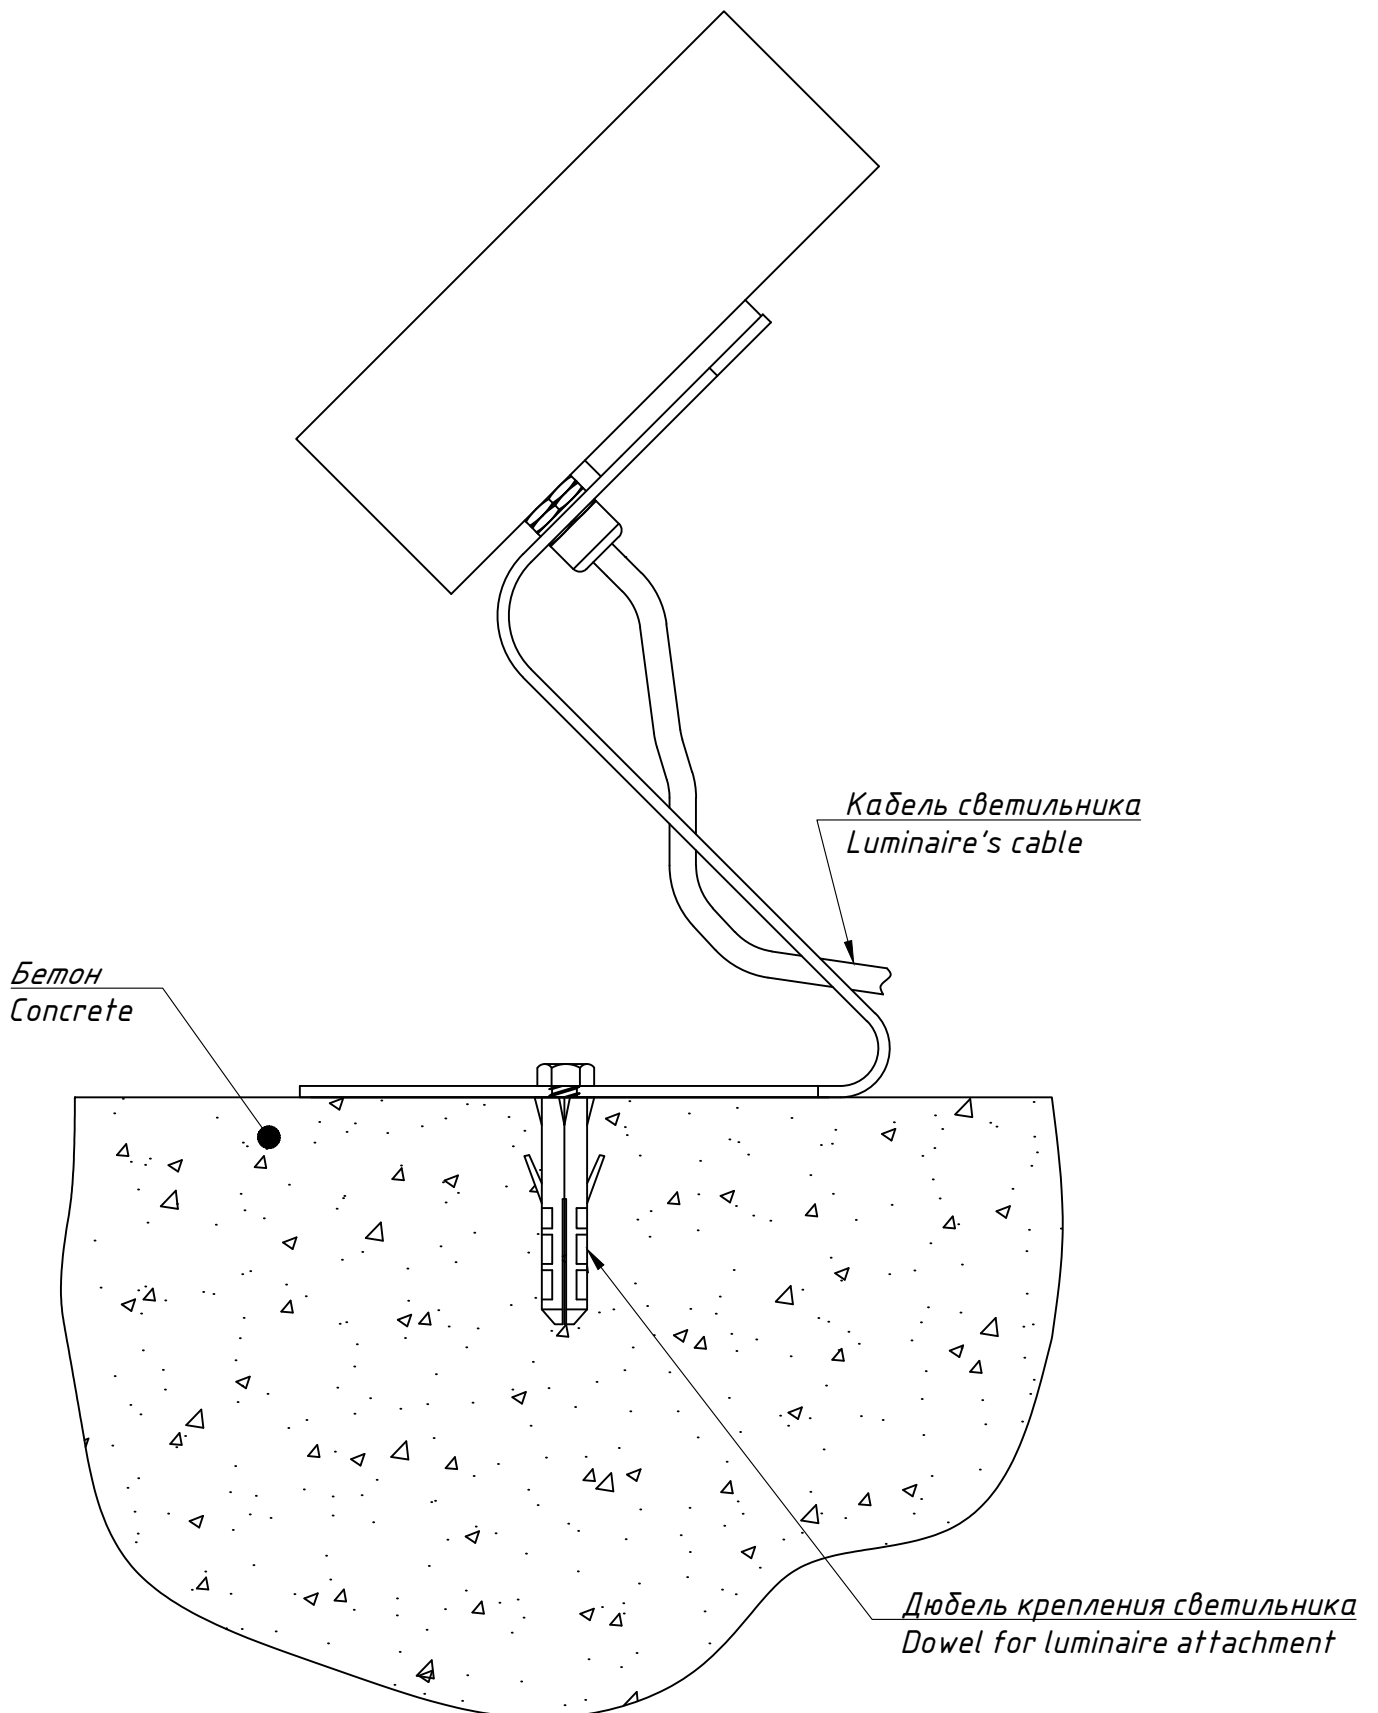 Кабель светильника
Luminaire's cable
Бетон
Concrete
Дюбель крепления светильника
Dowel for luminaire attachment